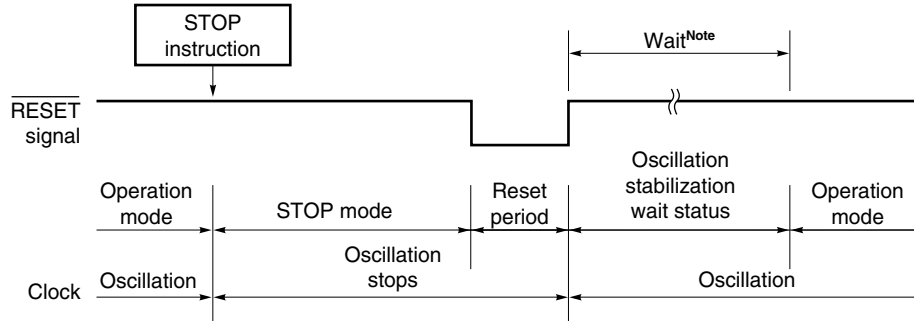 STOP
instruction
Wait Note
RESET
signal
Operation
mode
STOP mode
Reset
period
Oscillation
stabilization
wait status
Operation
mode
Clock
Oscillation
Oscillation
stops
Oscillation